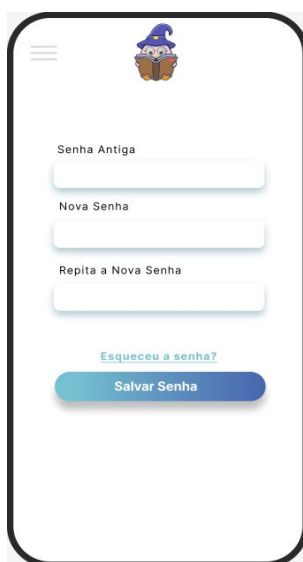 Senha Antiga
Nova Senha
Repita a Nova Senha
Esqueceu a senha?
Salvar Senha